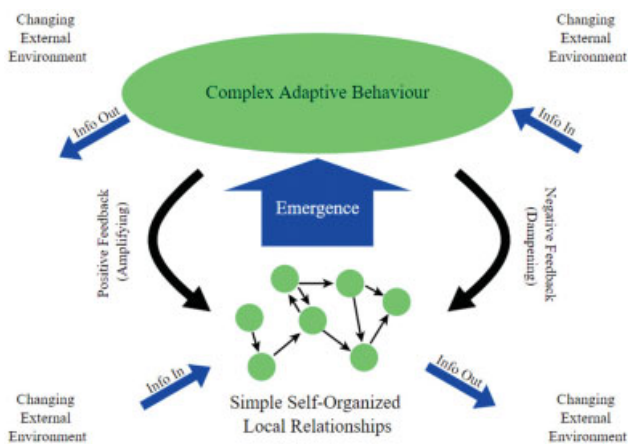 Changing
External
Environment
Changing
External
Environment
Complex Adaptive Behaviour
Info Out
Info In
Emergence
Positive Feedback
(Amplifying)
Negative Feedback
(Dampening)
Info In
Info Out
Simple Self-Organized
Local Relationships
Changing
External
Environment
Changing
External
Environment